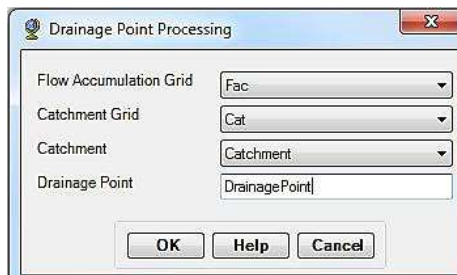 Drainage Point Processing
Flow Accumulation Grid Fac
Catchment Grid Cat
Catchment Catchment
Drainage Point DrainagePoint
OK Help Cancel